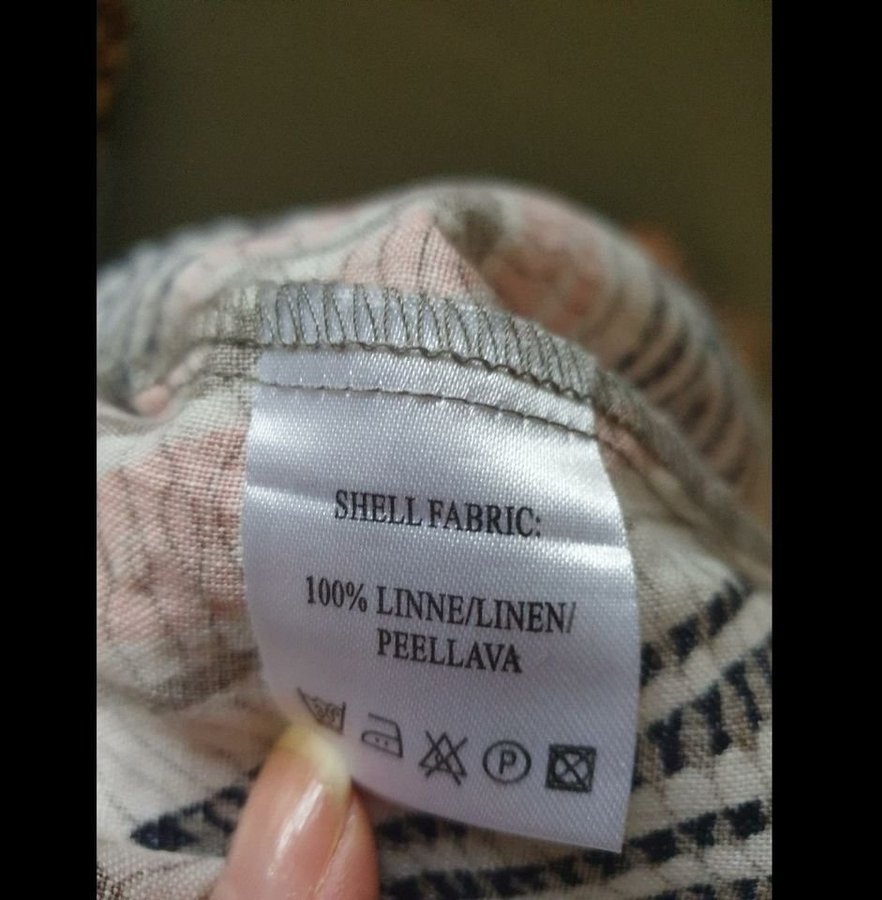 SHELL FABRIC:
100% LINNE/LINEN/
PEELLAVA
P